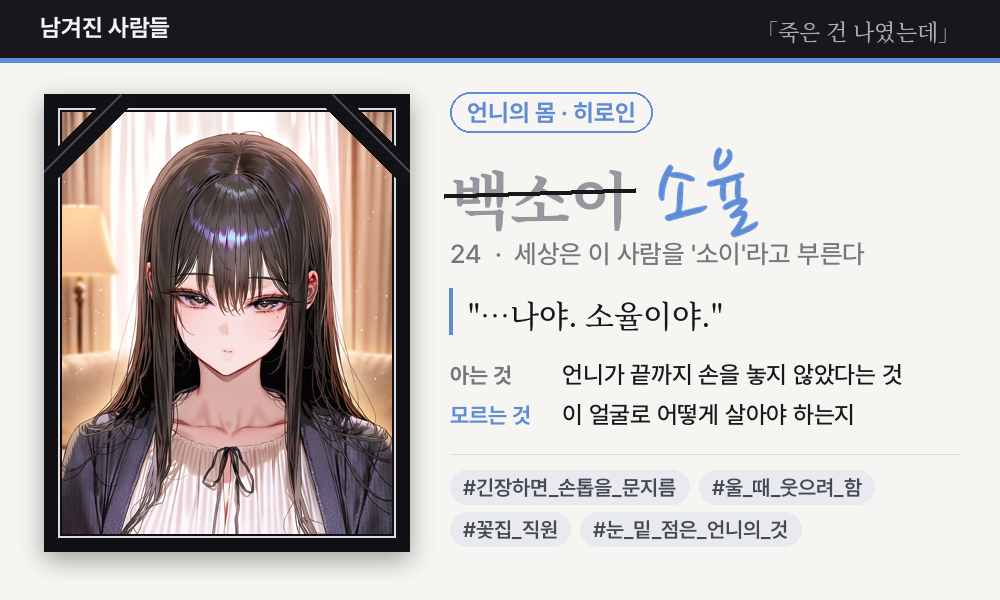 남겨진 사람들
「죽은 건 나였는데」
언니의 몸 · 히로인
백소이 소율
24 · 세상은 이 사람을 '소이'라고 부른다
"…나야. 소율이야."
아는 것 언니가 끝까지 손을 놓지 않았다는 것
모르는 것 이 얼굴로 어떻게 살아야 하는지
#긴장하면_손톱을_문지름 #울_때_웃으려_함
#꽃집_직원 #눈_밑_점은_언니의_것